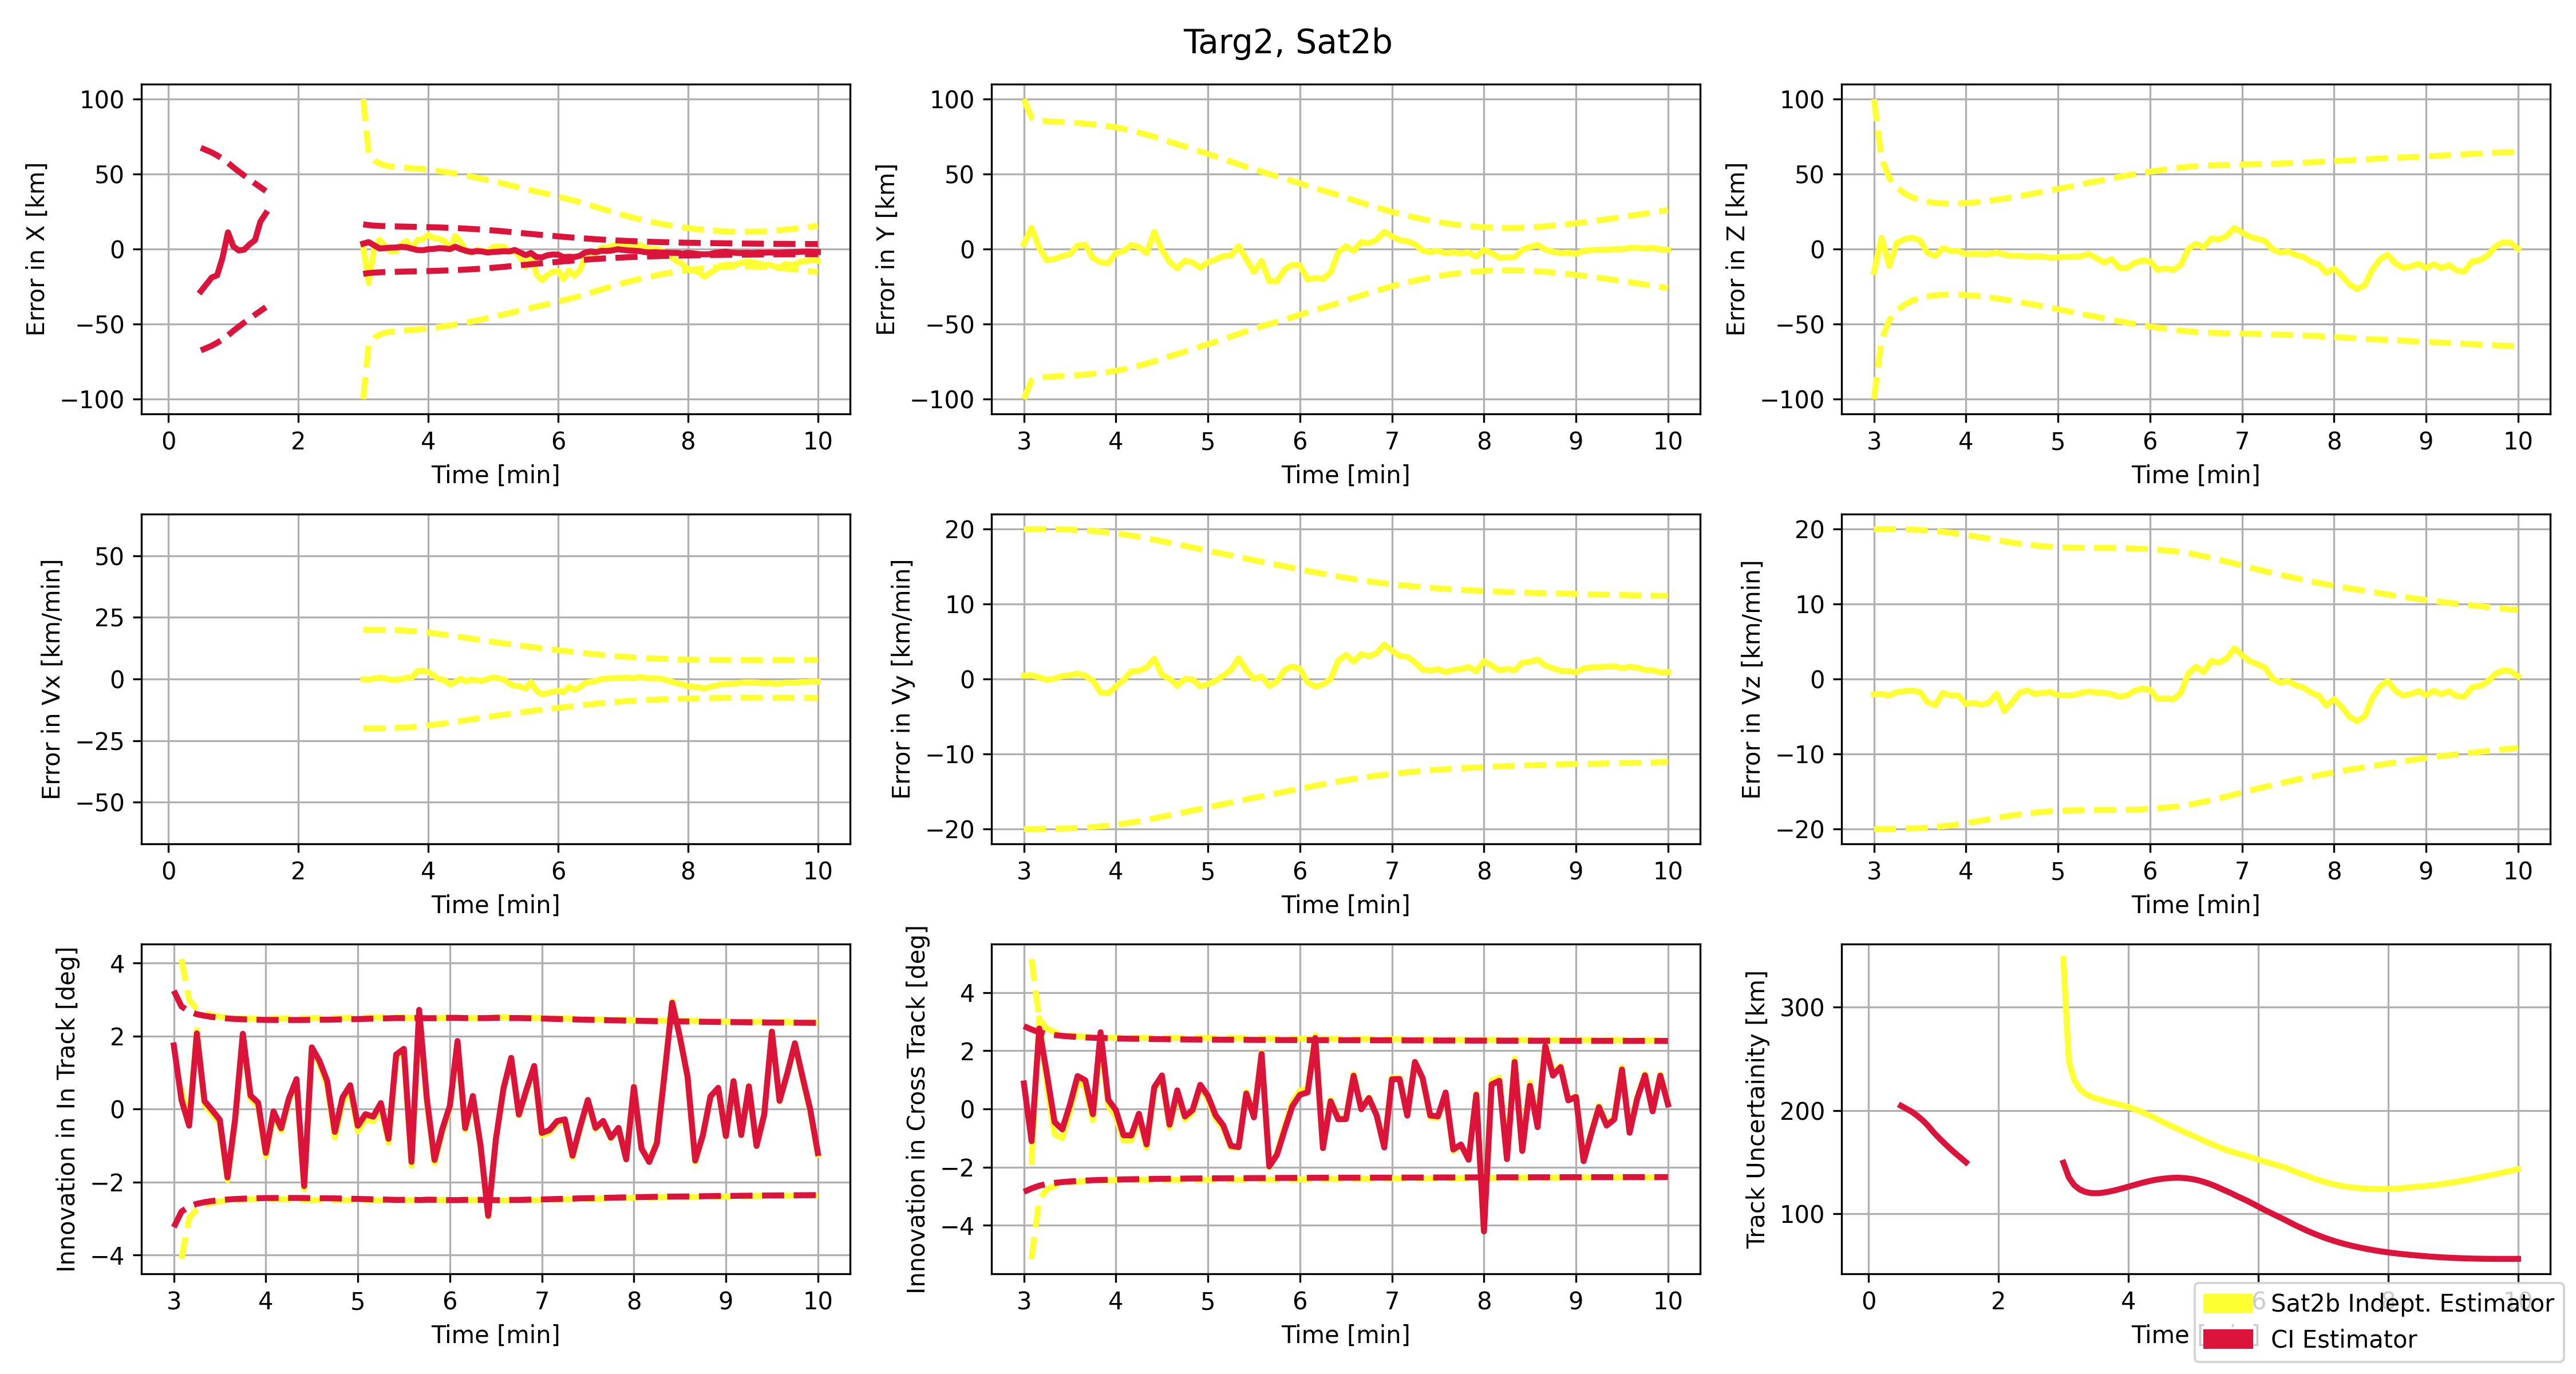 Targ2, Sat2b
Error in X [km]
100
50
0
−50
−100
0 2 4 6 8 10
Time [min]
Error in Y [km]
100
50
0
−50
−100
3 4 5 6 7 8 9 10
Time [min]
Error in Z [km]
100
50
0
−50
−100
3 4 5 6 7 8 9 10
Time [min]
Error in Vx [km/min]
50
25
0
−25
−50
0 2 4 6 8 10
Time [min]
Error in Vy [km/min]
20
10
0
−10
−20
3 4 5 6 7 8 9 10
Time [min]
Error in Vz [km/min]
20
10
0
−10
−20
3 4 5 6 7 8 9 10
Time [min]
Innovation in In Track [deg]
4
2
0
−2
−4
3 4 5 6 7 8 9 10
Time [min]
Innovation in Cross Track [deg]
4
2
0
−2
−4
3 4 5 6 7 8 9 10
Time [min]
Track Uncertainity [km]
300
200
100
0 2 4 6 8 10
Time
Sat2b Indept. Estimator
CI Estimator